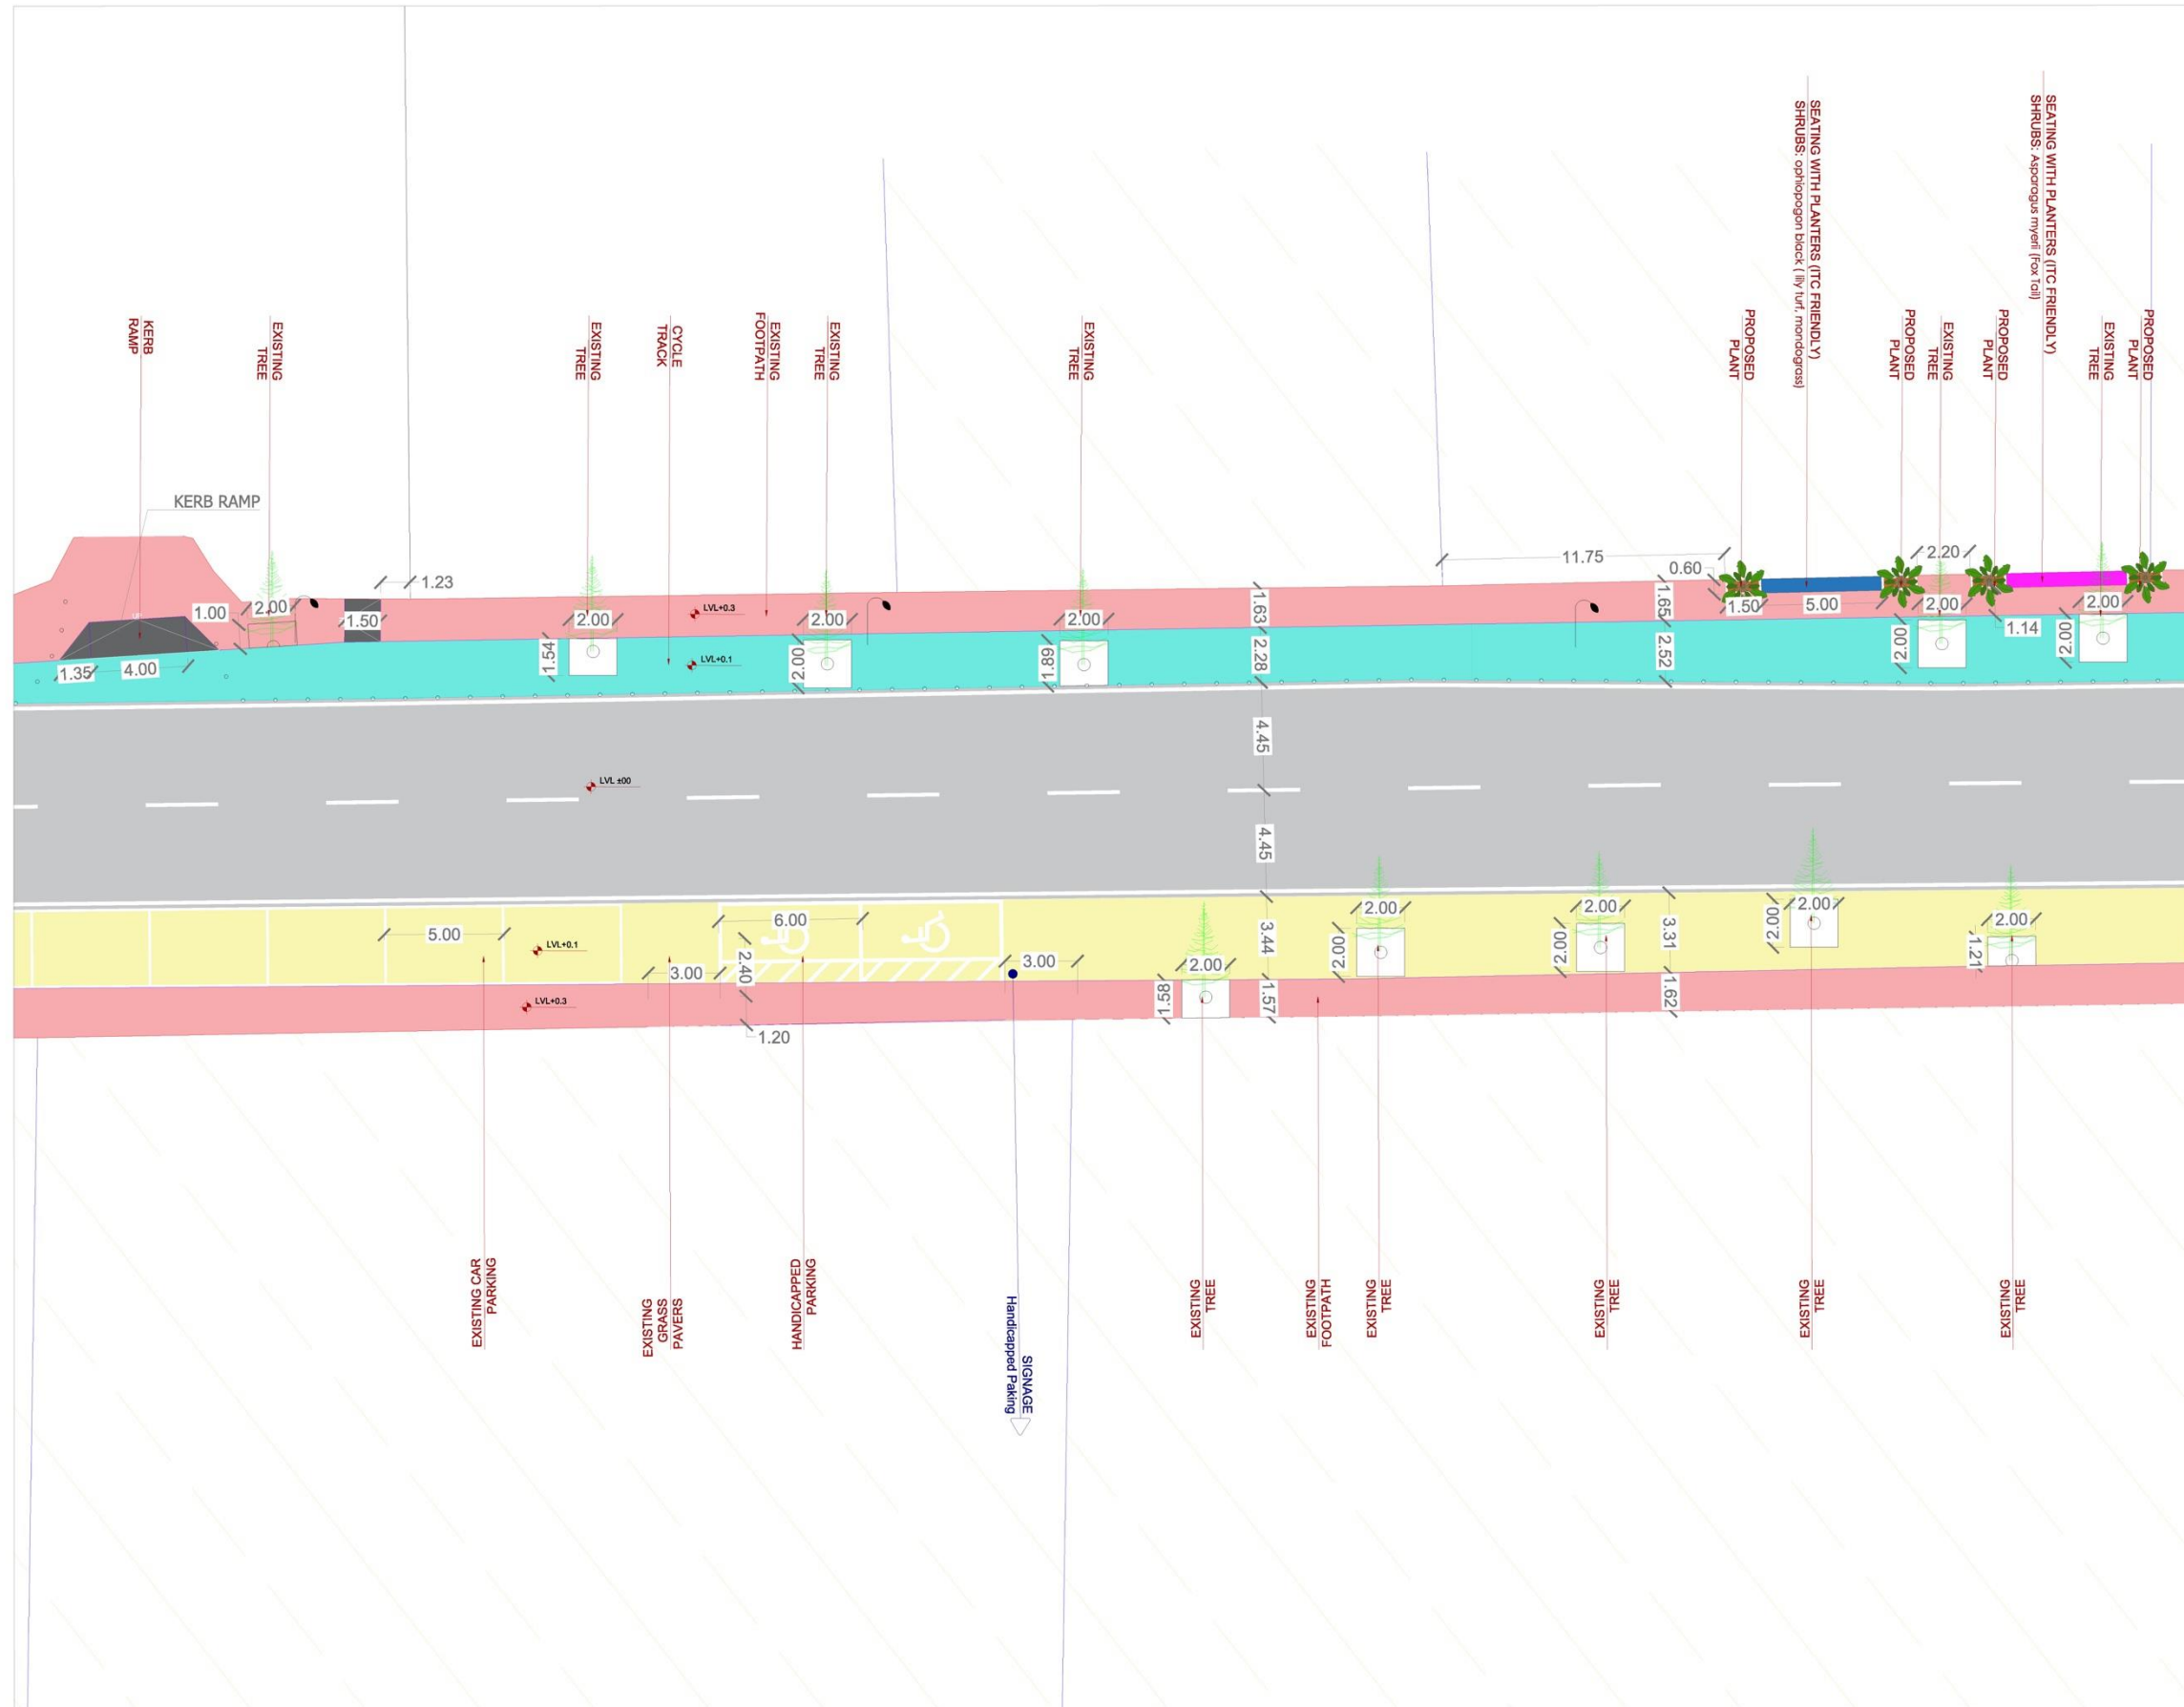 SEATING WITH PLANTERS (ITC FRIENDLY)
SHRUBS: ophiopogon black ( lily turf, mondograss)
SEATING WITH PLANTERS (ITC FRIENDLY)
SHRUBS: Asparagus myerii (Fox Tail)
KERB
RAMP
EXISTING
TREE
EXISTING
TREE
CYCLE
TRACK
EXISTING
FOOTPATH
EXISTING
TREE
EXISTING
TREE
PROPOSED
PLANT
PROPOSED
PLANT
EXISTING
TREE
PROPOSED
PLANT
EXISTING
TREE
PROPOSED
PLANT
KERB RAMP
11.75
0.60
2.20
1.23
1.00
2.00
1.50
2.00
LVL+0.3
2.00
2.00
1.63
1.65
1.50
5.00
2.00
1.14
2.00
1.35
4.00
1.54
LVL+0.1
2.00
1.89
2.28
2.52
2.00
2.00
4.45
LVL ±00
4.45
5.00
LVL+0.1
3.00
6.00
2.40
3.00
2.00
1.58
3.44
1.57
2.00
2.00
2.00
2.00
3.31
1.62
2.00
2.00
2.00
1.21
LVL+0.3
1.20
EXISTING CAR
PARKING
EXISTING
GRASS
PAVERS
HANDICAPPED
PARKING
SIGNAGE
Handicapped Paking
EXISTING
TREE
EXISTING
FOOTPATH
EXISTING
TREE
EXISTING
TREE
EXISTING
TREE
EXISTING
TREE